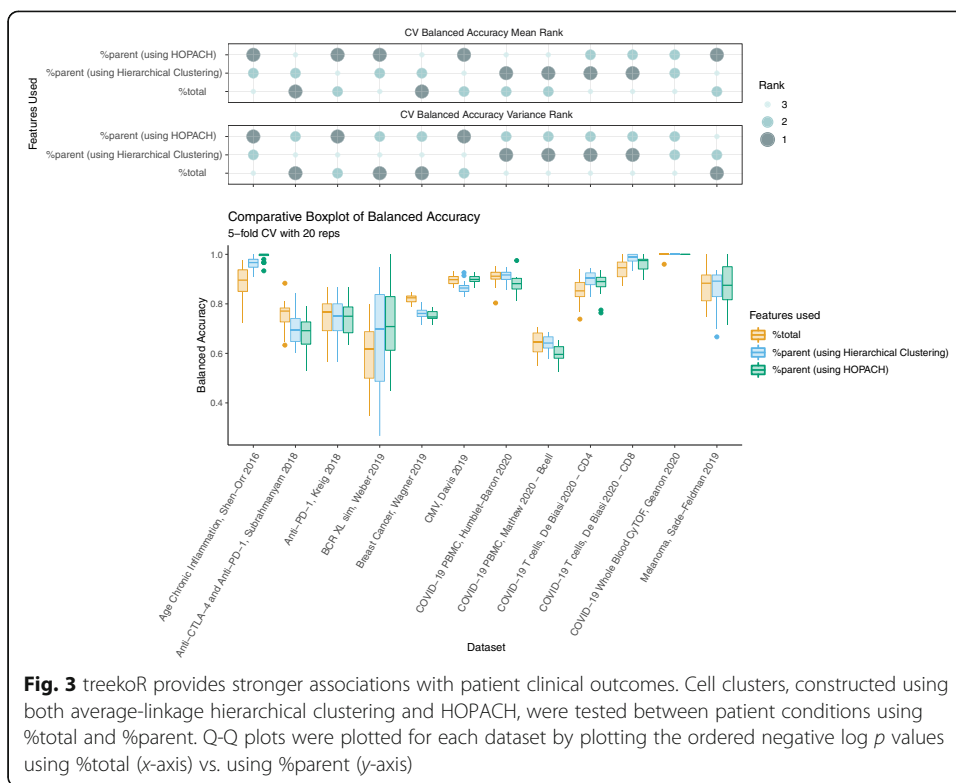 CV Balanced Accuracy Mean Rank
%parent (using HOPACH)
%parent (using Hierarchical Clustering)
%total
CV Balanced Accuracy Variance Rank
%parent (using HOPACH)
%parent (using Hierarchical Clustering)
%total
Features Used
Rank
3
2
1
Comparative Boxplot of Balanced Accuracy
5−fold CV with 20 reps
1.0
0.8
0.6
0.4
Balanced Accuracy
Features used
%total
%parent (using Hierarchical Clustering)
%parent (using HOPACH)
Age Chronic Inflammation, Shen−Orr 2016
Anti−CTLA−4 and Anti−PD−1, Subrahmanyam 2018
Anti−PD−1, Kreig 2018
BCR XL sim, Weber 2019
Breast Cancer, Wagner 2019
CMV, Davis 2019
COVID−19 PBMC, Humblet−Baron 2020
COVID−19 PBMC, Mathew 2020 − Bcell
COVID−19 T cells, De Biasi 2020 − CD4
COVID−19 T cells, De Biasi 2020 − CD8
COVID−19 Whole Blood CyTOF, Geanon 2020
Melanoma, Sade−Feldman 2019
Dataset
Fig. 3 treekoR provides stronger associations with patient clinical outcomes. Cell clusters, constructed using
both average-linkage hierarchical clustering and HOPACH, were tested between patient conditions using
%total and %parent. Q-Q plots were plotted for each dataset by plotting the ordered negative log p values
using %total (x-axis) vs. using %parent (y-axis)